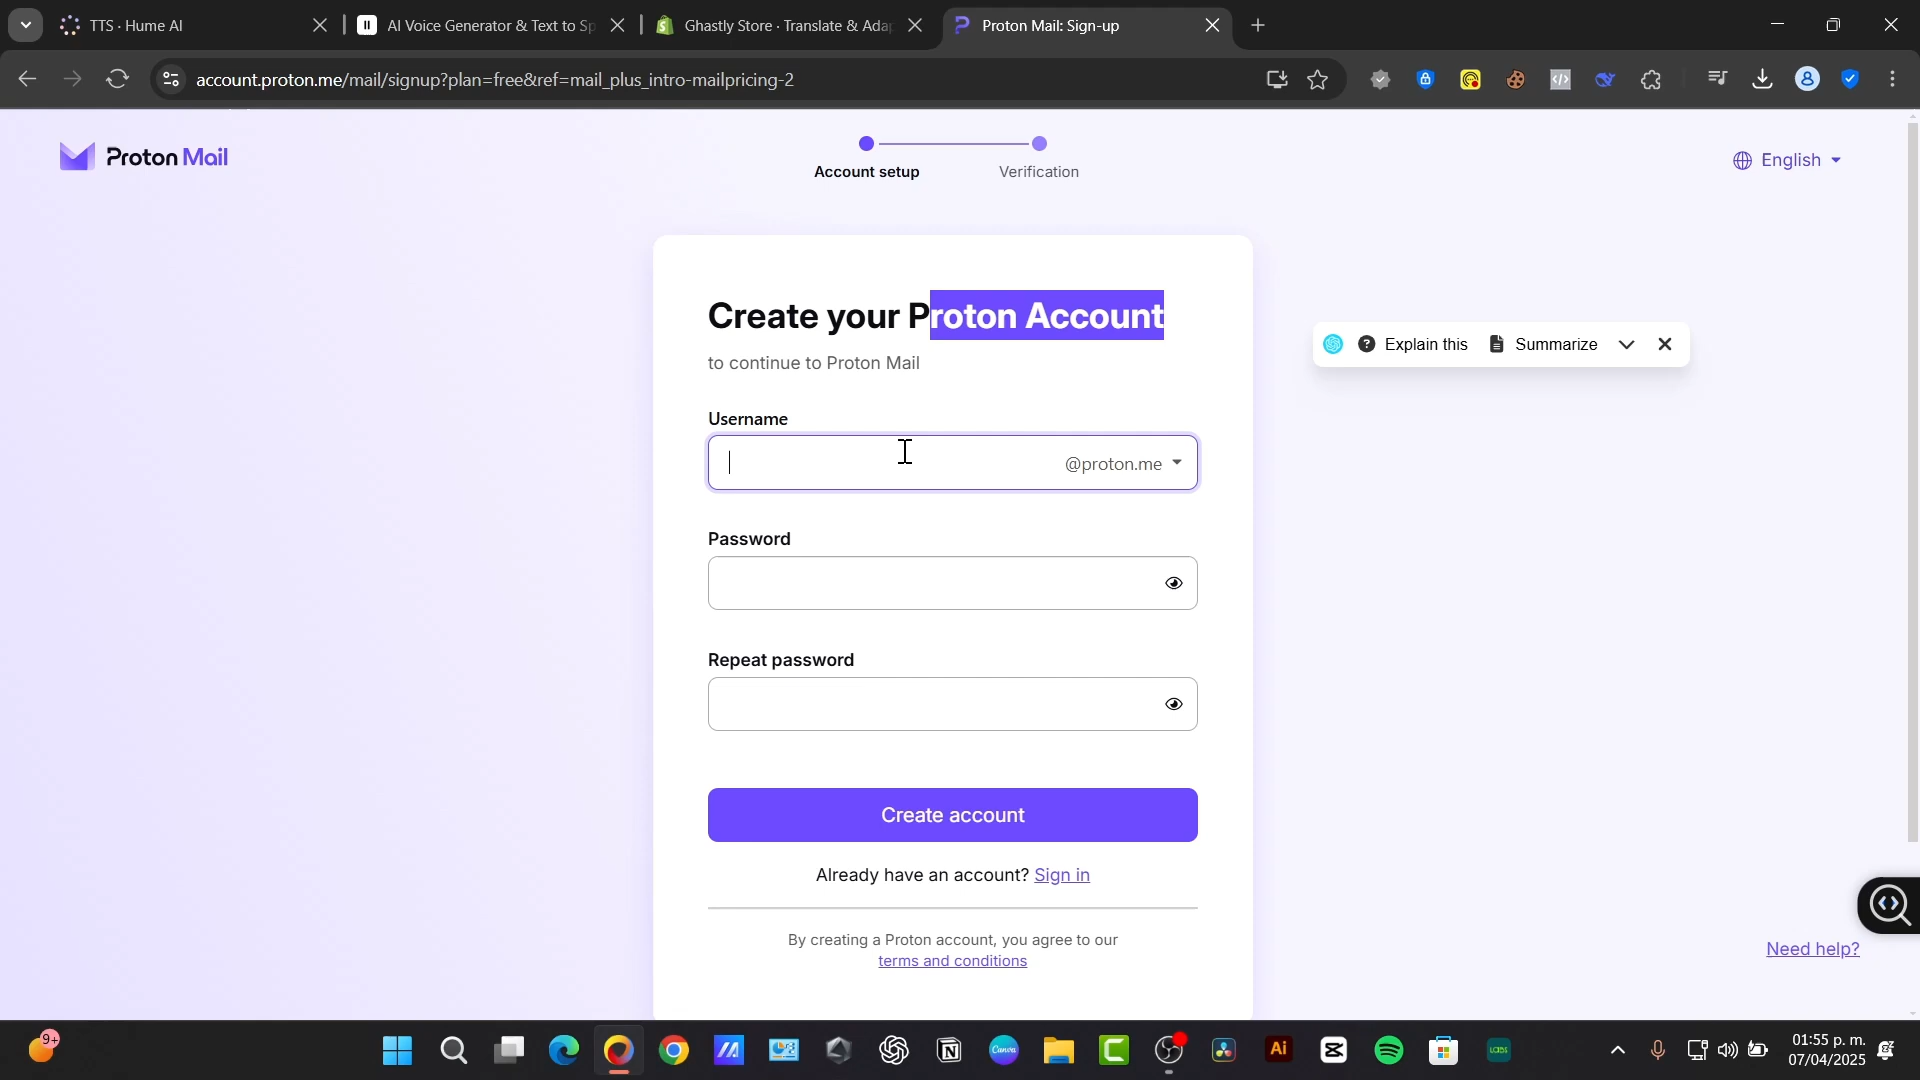 TTS · Hume AI
AI Voice Generator & Text to Sp
Ghastly Store · Translate & Ada
Proton Mail: Sign-up
account.proton.me/mail/signup?plan=free&ref=mail_plus_intro-mailpricing-2
Proton Mail
Account setup
Verification
English
Create your Proton Account
to continue to Proton Mail
Explain this
Summarize
Username
@proton.me
Password
Repeat password
Create account
Already have an account? Sign in
By creating a Proton account, you agree to our
terms and conditions
Need help?
9+
Canva
Ai
01:55 p. m.
07/04/2025